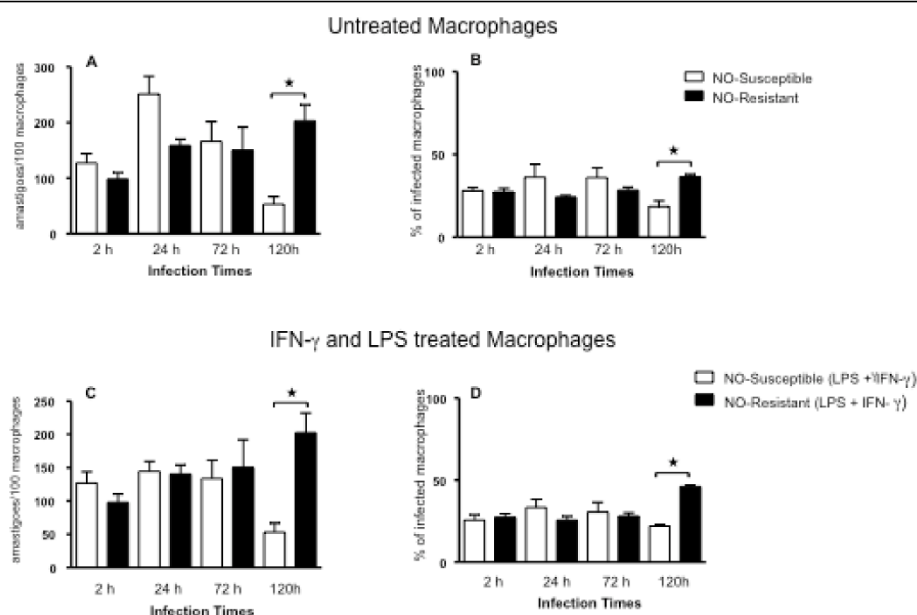 Untreated Macrophages
A
300
200
100
0
amastigoes/100 macrophages
2 h 24 h 72 h 120h
Infection Times
★
B
100
50
0
% of infected macrophages
2 h 24 h 72 h 120h
Infection Times
★
NO-Susceptible
NO-Resistant
IFN-γ and LPS treated Macrophages
C
250
200
150
100
50
0
amastigoes/100 macrophages
2 h 24 h 72 h 120h
Infection Times
★
D
100
50
0
% of infected macrophages
2 h 24 h 72 h 120h
Infection Times
★
NO-Susceptible (LPS + IFN-γ)
NO-Resistant (LPS + IFN- γ)